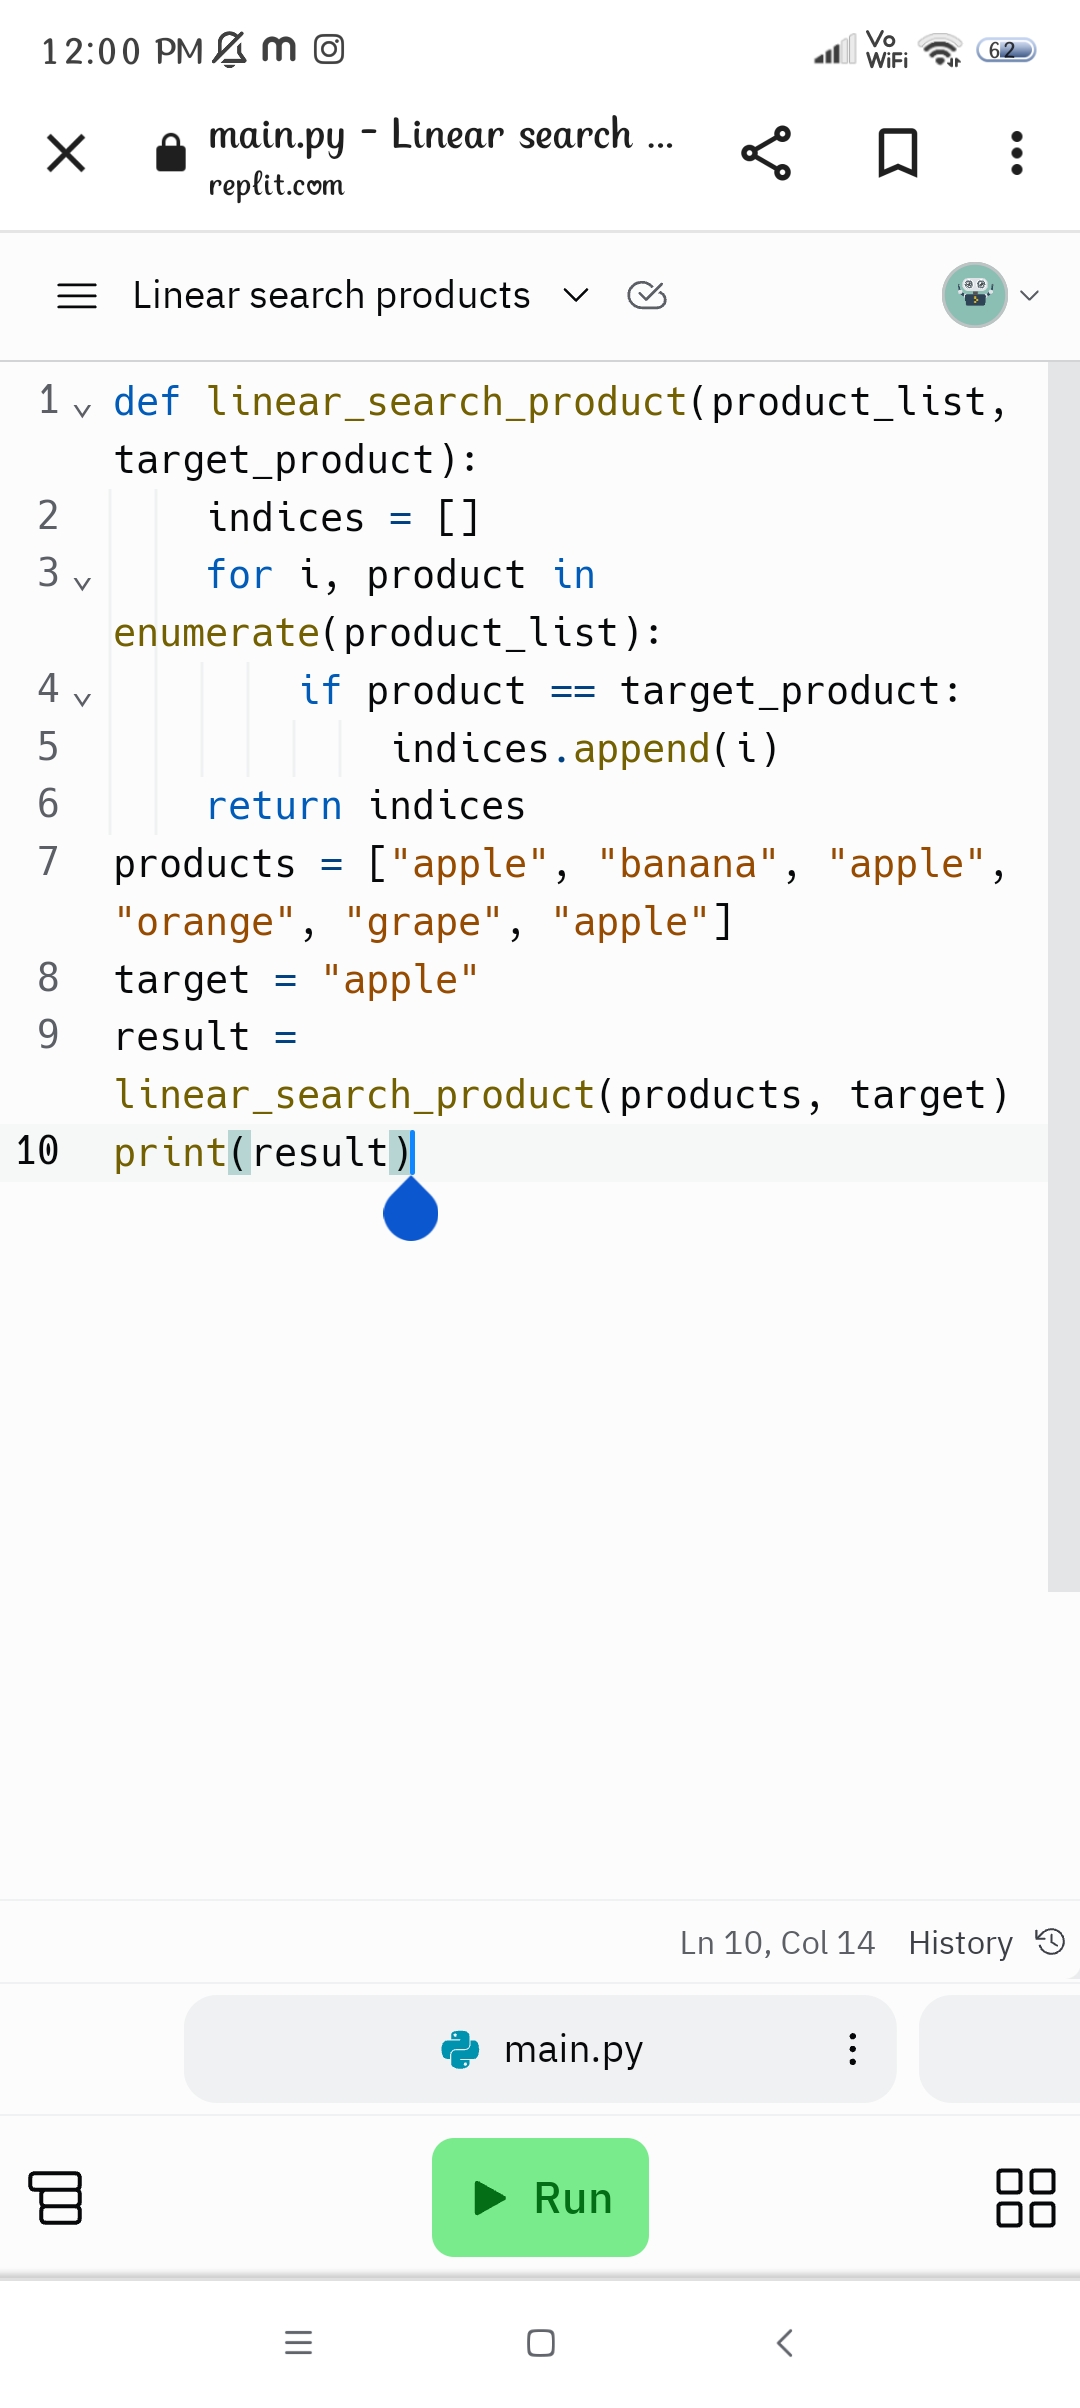 12:00 PM
Vo
WiFi
62
main.py - Linear search ...
replit.com
Linear search products
1 def linear_search_product(product_list,
target_product):
2 indices = []
3 for i, product in
enumerate(product_list):
4 if product == target_product:
5 indices.append(i)
6 return indices
7 products = ["apple", "banana", "apple",
"orange", "grape", "apple"]
8 target = "apple"
9 result =
linear_search_product(products, target)
10 print(result)
Ln 10, Col 14 History
main.py
Run